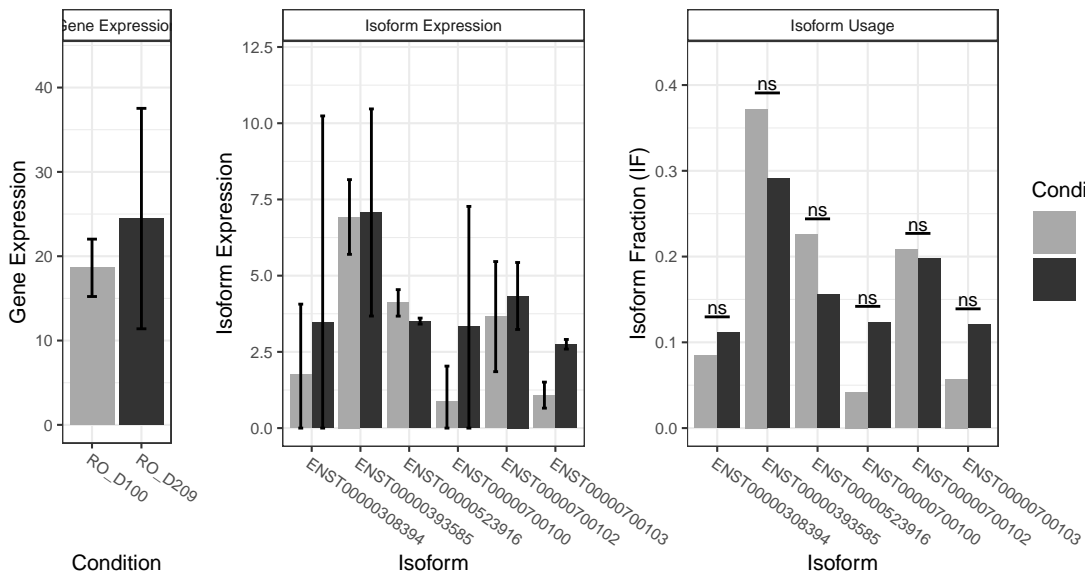 Gene Expression
Isoform Expression
Isoform Usage
Gene Expression
0
10
20
30
40
RO_D100
RO_D209
Condition
Isoform Expression
0.0
2.5
5.0
7.5
10.0
12.5
ENST00000308394
ENST00000393585
ENST00000523916
ENST00000700100
ENST00000700102
ENST00000700103
Isoform
Isoform Fraction (IF)
0.0
0.1
0.2
0.3
0.4
ns
ns
ns
ns
ns
ns
ENST00000308394
ENST00000393585
ENST00000523916
ENST00000700100
ENST00000700102
ENST00000700103
Isoform
Condi